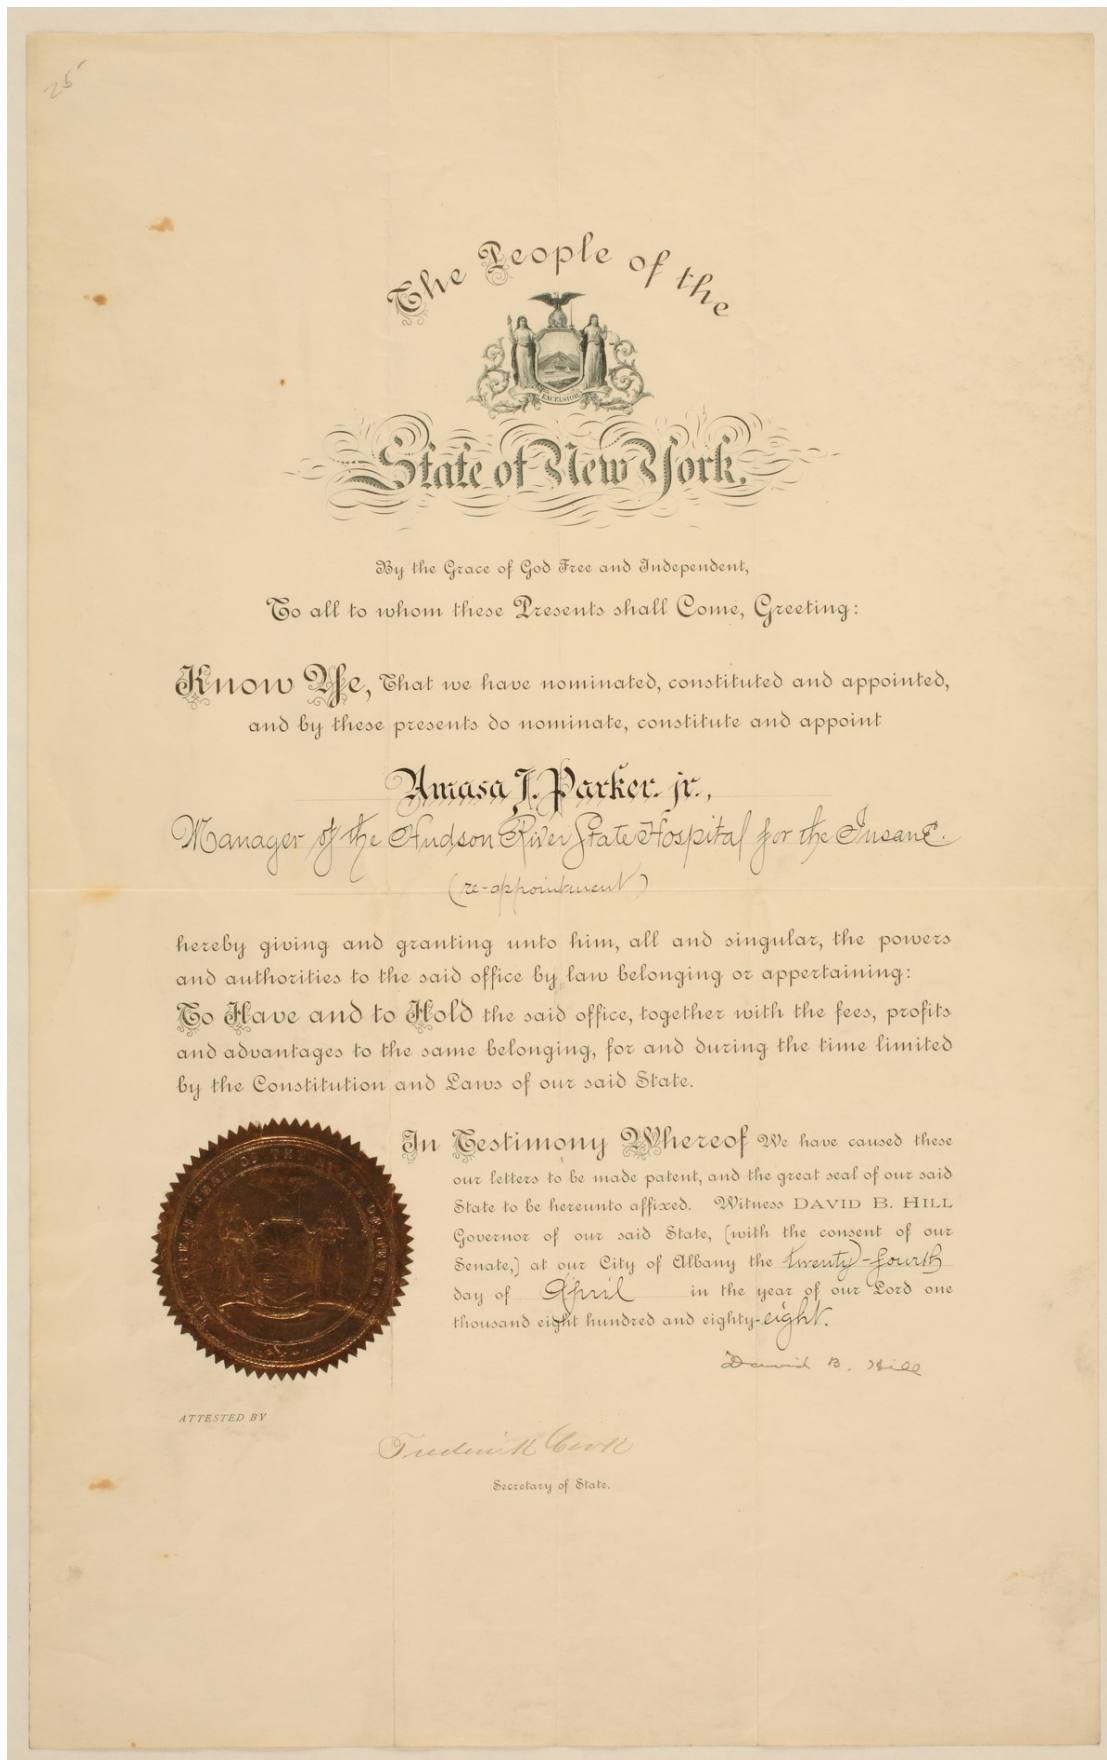 25
The People of the
EXCELSIOR
State of New York.
By the Grace of God Free and Independent,
To all to whom these Presents shall Come, Greeting:
Know Ye, That we have nominated, constituted and appointed,
and by these presents do nominate, constitute and appoint
Amasa J. Parker. jr.,
Manager of the Hudson River State Hospital for the Insane.
(re-appointment)
hereby giving and granting unto him, all and singular, the powers
and authorities to the said office by law belonging or appertaining:
To Have and to Hold the said office, together with the fees, profits
and advantages to the same belonging, for and during the time limited
by the Constitution and Laws of our said State.
In Testimony Whereof We have caused these
our letters to be made patent, and the great seal of our said
State to be hereunto affixed. Witness DAVID B. HILL
Governor of our said State, (with the consent of our
Senate,) at our City of Albany the twenty-fourth
day of April in the year of our Lord one
thousand eight hundred and eighty-eight.
THE GREAT SEAL OF THE STATE OF NEW YORK
David B. Hill
ATTESTED BY
Frederick Cook
Secretary of State.